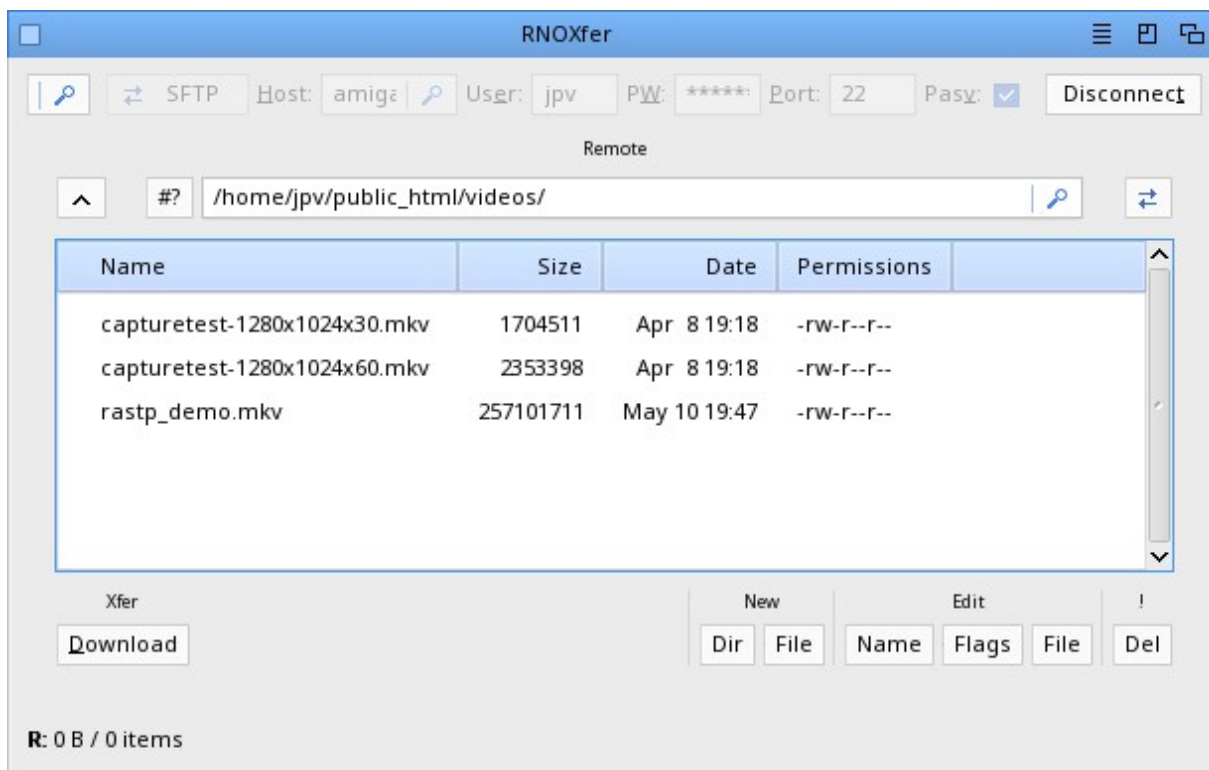 RNOXfer
SFTP Host: amiga User: jpv PW: ***** Port: 22 Pasv: Disconnect
Remote
#? /home/jpv/public_html/videos/
Name Size Date Permissions
capturetest-1280x1024x30.mkv 1704511 Apr 8 19:18 -rw-r--r--
capturetest-1280x1024x60.mkv 2353398 Apr 8 19:18 -rw-r--r--
rastp_demo.mkv 257101711 May 10 19:47 -rw-r--r--
Xfer New Edit !
Download Dir File Name Flags File Del
R: 0 B / 0 items